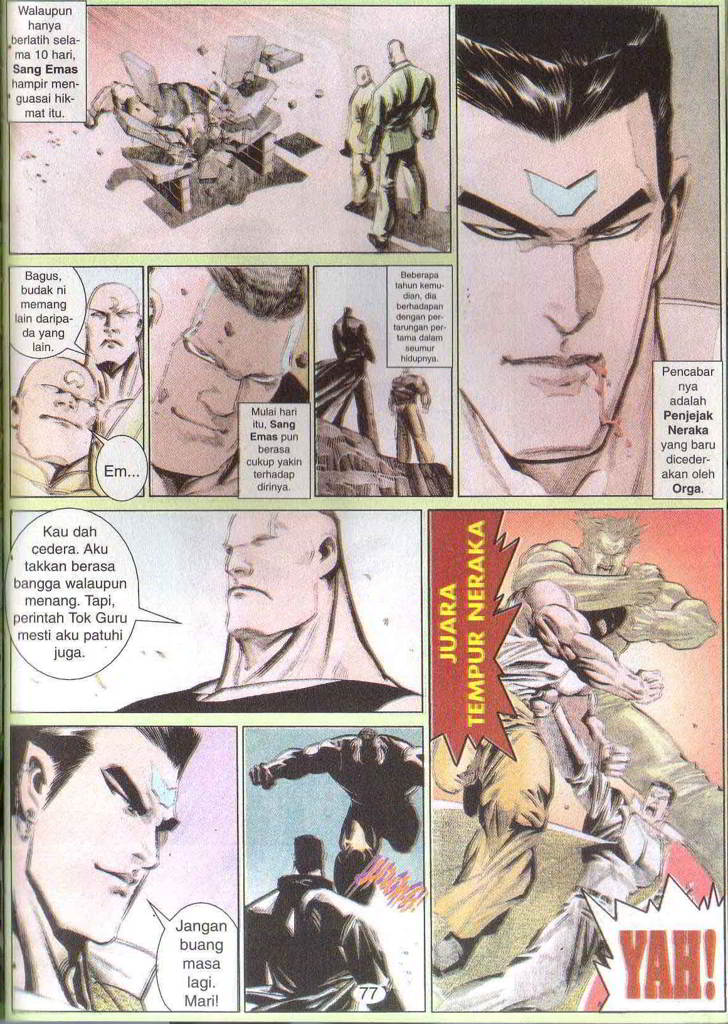 Walaupun
hanya
berlatih sela-
ma 10 hari,
Sang Emas
hampir men-
guasai hik-
mat itu.
Bagus,
budak ni
memang
lain daripa-
da yang
lain.
Em...
Mulai hari
itu, Sang
Emas pun
berasa
cukup yakin
terhadap
dirinya.
Beberapa
tahun kemu-
dian, dia
berhadapan
dengan per-
tarungan per-
tama dalam
seumur
hidupnya.
Pencabar
nya
adalah
Penjejak
Neraka
yang baru
diceder-
akan oleh
Orga.
Kau dah
cedera. Aku
takkan berasa
bangga walaupun
menang. Tapi,
perintah Tok Guru
mesti aku patuhi
juga.
JUARA
TEMPUR NERAKA
Jangan
buang
masa
lagi.
Mari!
YAH!
77